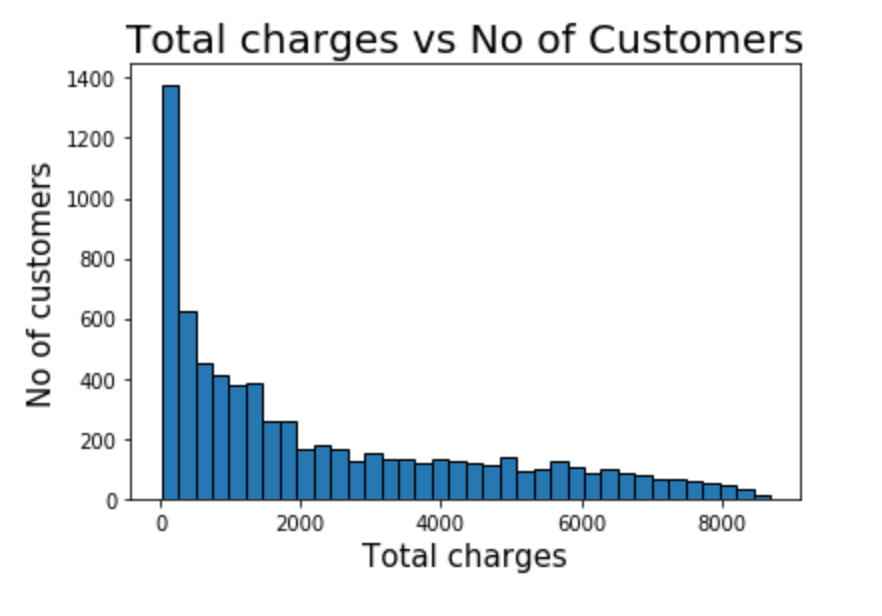 Total charges vs No of Customers
1400
1200
1000
800
600
400
200
0
No of customers
0 2000 4000 6000 8000
Total charges